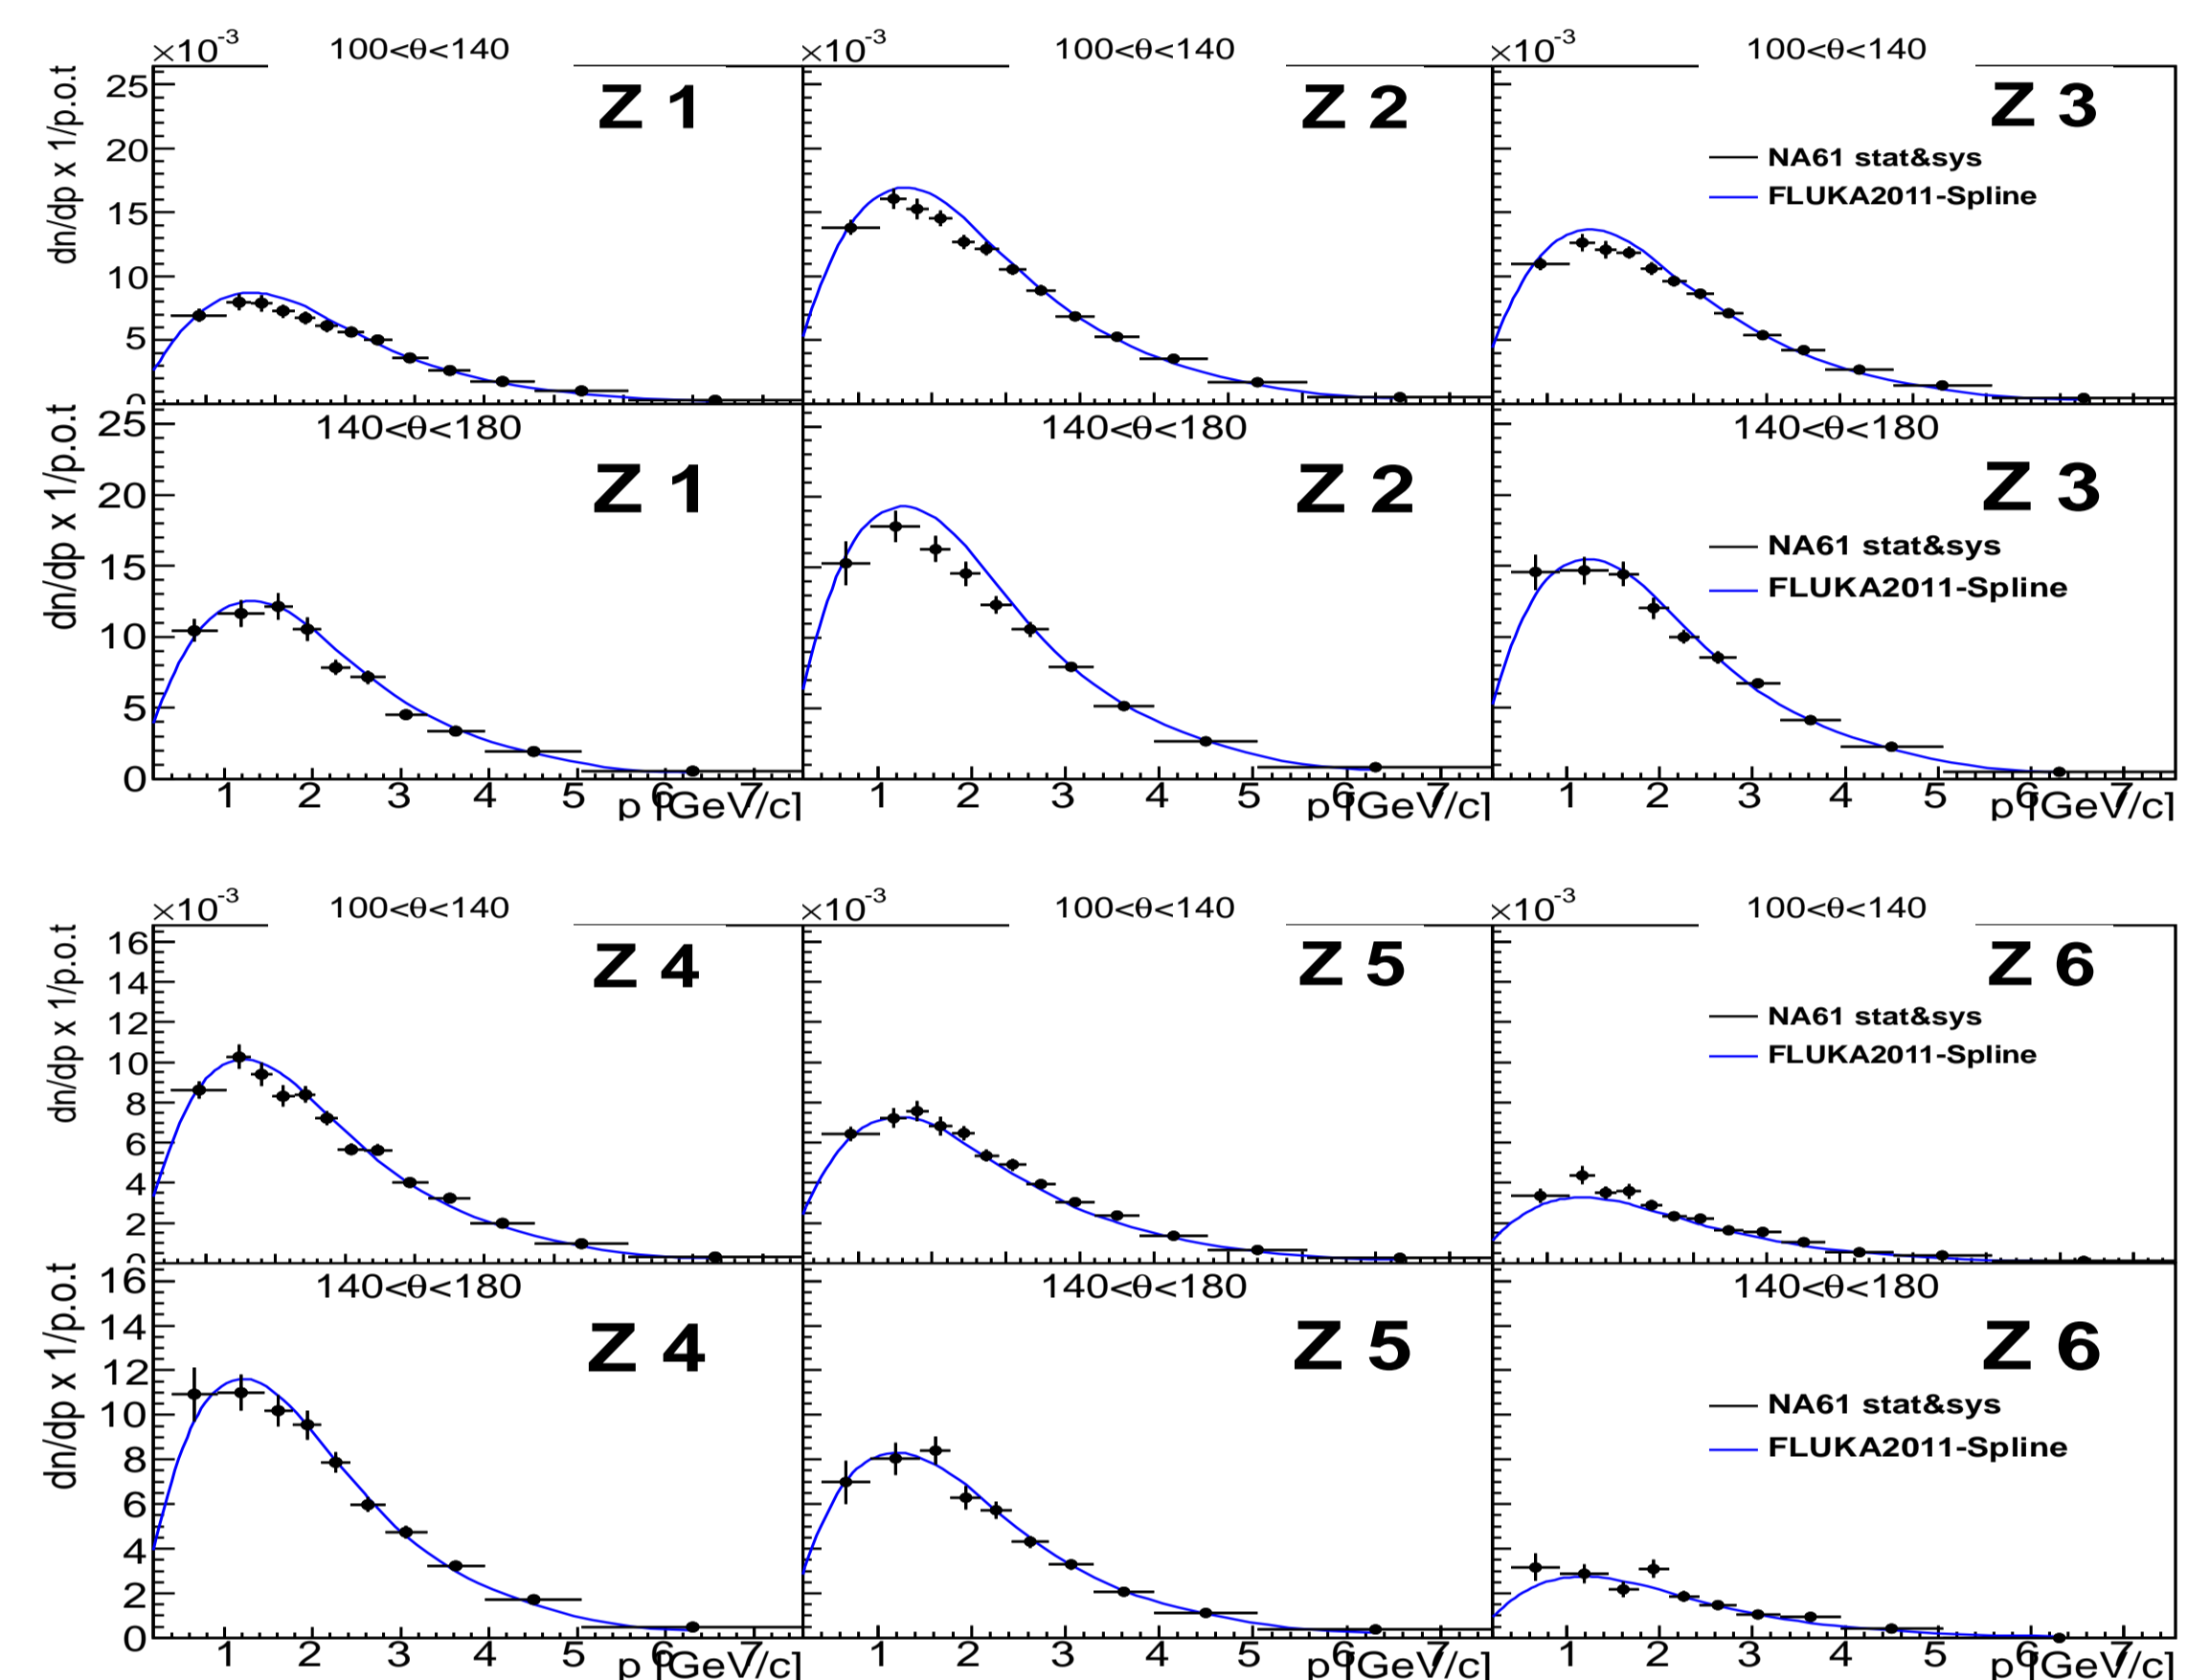 ×10-3 100<θ<140 ×10-3 100<θ<140 ×10-3 100<θ<140
dn/dp x 1/p.o.t
25
20
15
10
5
0
Z 1
Z 2
Z 3
NA61 stat&sys
FLUKA2011-Spline
dn/dp x 1/p.o.t
25
20
15
10
5
0
140<θ<180
Z 1
140<θ<180
Z 2
140<θ<180
Z 3
NA61 stat&sys
FLUKA2011-Spline
1 2 3 4 5 6 7
p [GeV/c]
1 2 3 4 5 6 7
p [GeV/c]
1 2 3 4 5 6 7
p [GeV/c]
×10-3 100<θ<140 ×10-3 100<θ<140 ×10-3 100<θ<140
dn/dp x 1/p.o.t
16
14
12
10
8
6
4
2
0
Z 4
Z 5
Z 6
NA61 stat&sys
FLUKA2011-Spline
dn/dp x 1/p.o.t
16
14
12
10
8
6
4
2
0
140<θ<180
Z 4
140<θ<180
Z 5
140<θ<180
Z 6
NA61 stat&sys
FLUKA2011-Spline
1 2 3 4 5 6 7
p [GeV/c]
1 2 3 4 5 6 7
p [GeV/c]
1 2 3 4 5 6 7
p [GeV/c]